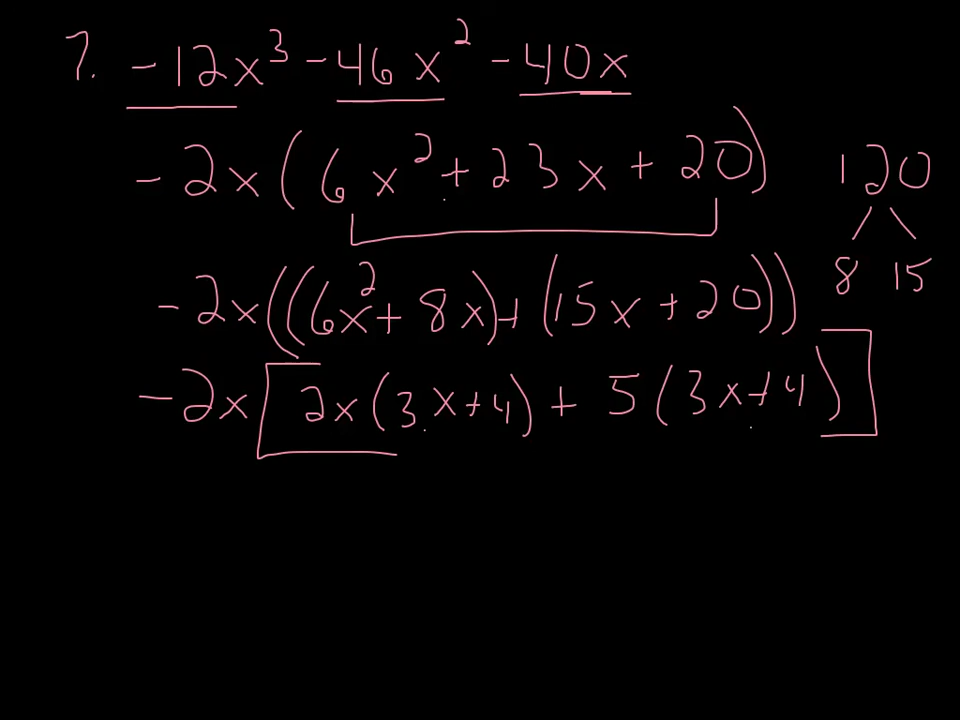 7. -12x³ -46x² -40x
-2x(6x² + 23x + 20)
120
8 15
-2x((6x² + 8x) + (15x + 20))
-2x[2x(3x+4) + 5(3x+4)]